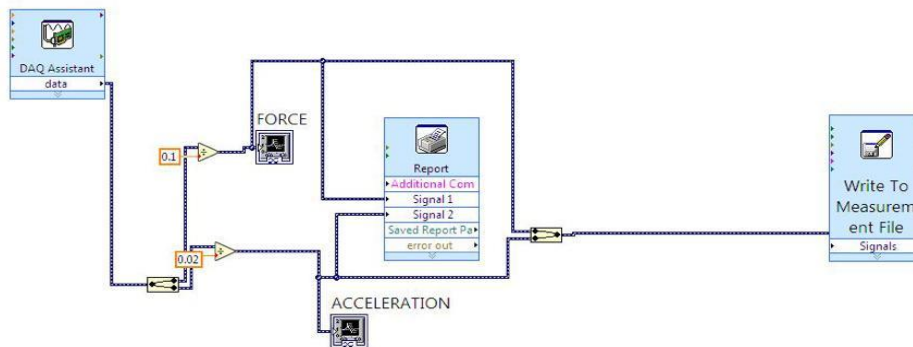 DAQ Assistant
data
FORCE
0.1
Report
Additional Com
Signal 1
Signal 2
Saved Report Pa
error out
0.02
ACCELERATION
Write To
Measurem
ent File
Signals